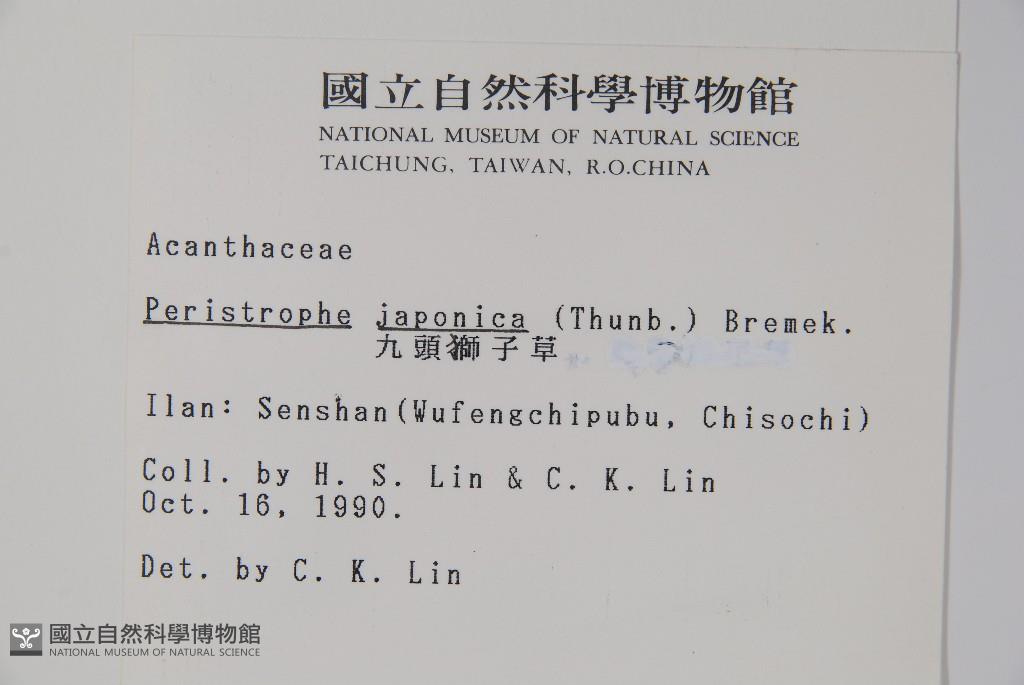 國立自然科學博物館
NATIONAL MUSEUM OF NATURAL SCIENCE
TAICHUNG, TAIWAN, R.O.CHINA
Acanthaceae
Peristrophe japonica (Thunb.) Bremek.
九頭獅子草
Ilan: Senshan(Wufengchipubu, Chisochi)
Coll. by H. S. Lin & C. K. Lin
Oct. 16, 1990.
Det. by C. K. Lin
國立自然科學博物館
NATIONAL MUSEUM OF NATURAL SCIENCE